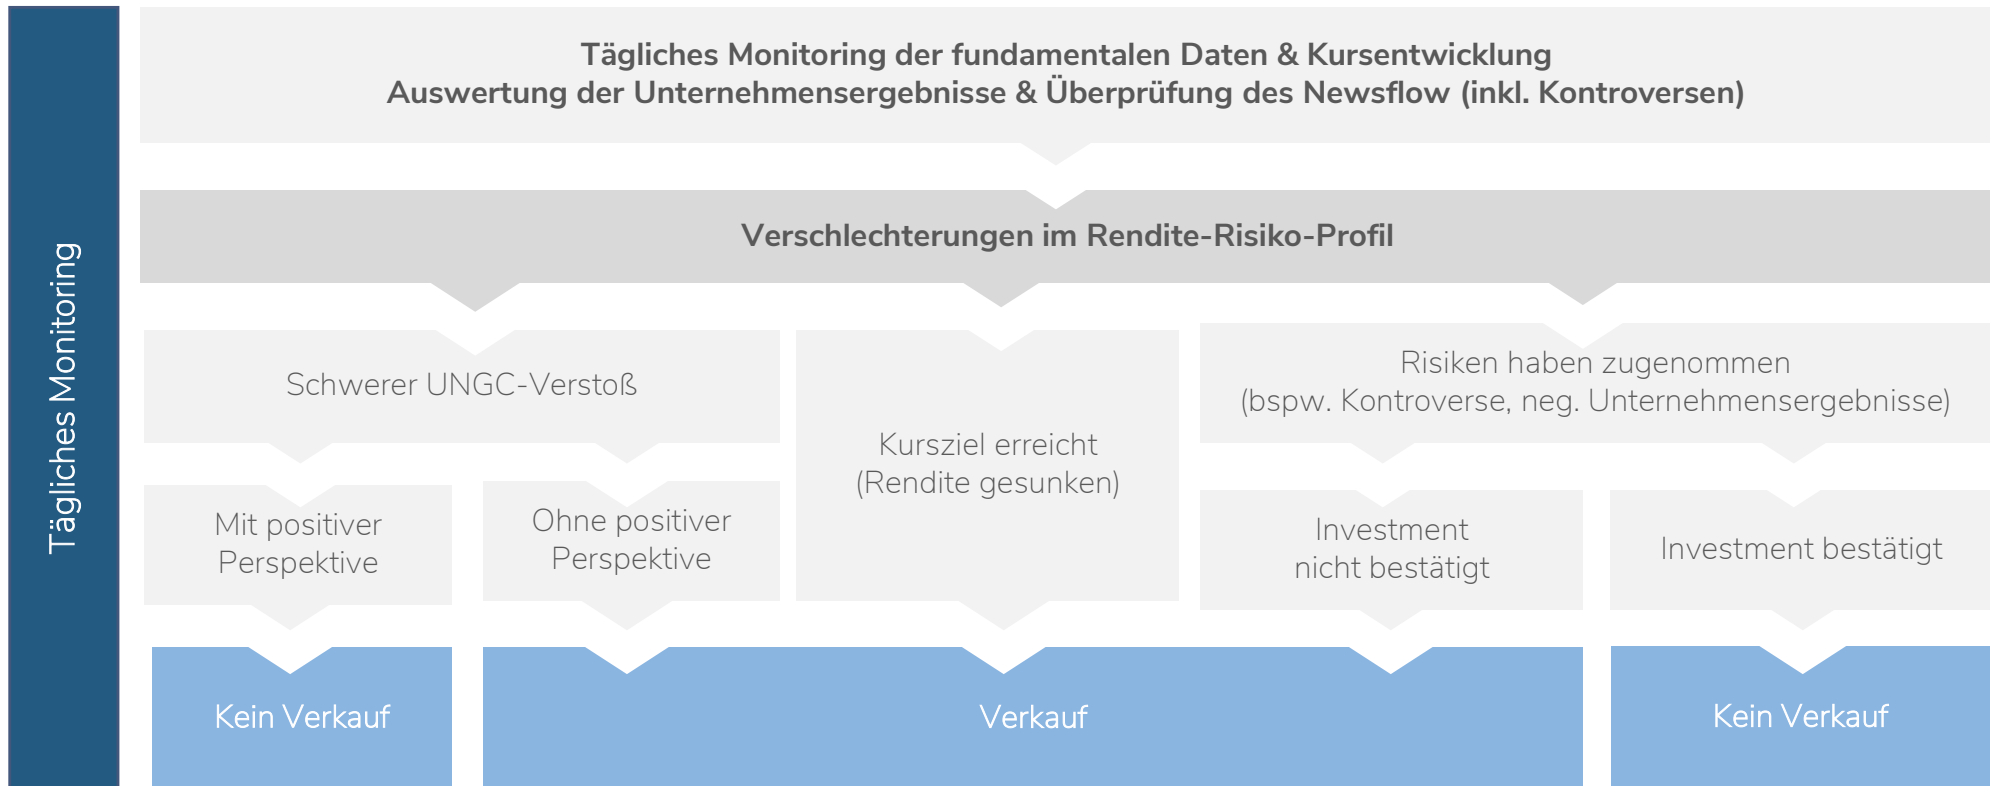 Tägliches Monitoring
Tägliches Monitoring der fundamentalen Daten & Kursentwicklung
Auswertung der Unternehmensergebnisse & Überprüfung des Newsflow (inkl. Kontroversen)
Verschlechterungen im Rendite-Risiko-Profil
Schwerer UNGC-Verstoß
Mit positiver
Perspektive
Ohne positiver
Perspektive
Kursziel erreicht
(Rendite gesunken)
Risiken haben zugenommen
(bspw. Kontroverse, neg. Unternehmensergebnisse)
Investment
nicht bestätigt
Investment bestätigt
Kein Verkauf
Verkauf
Kein Verkauf